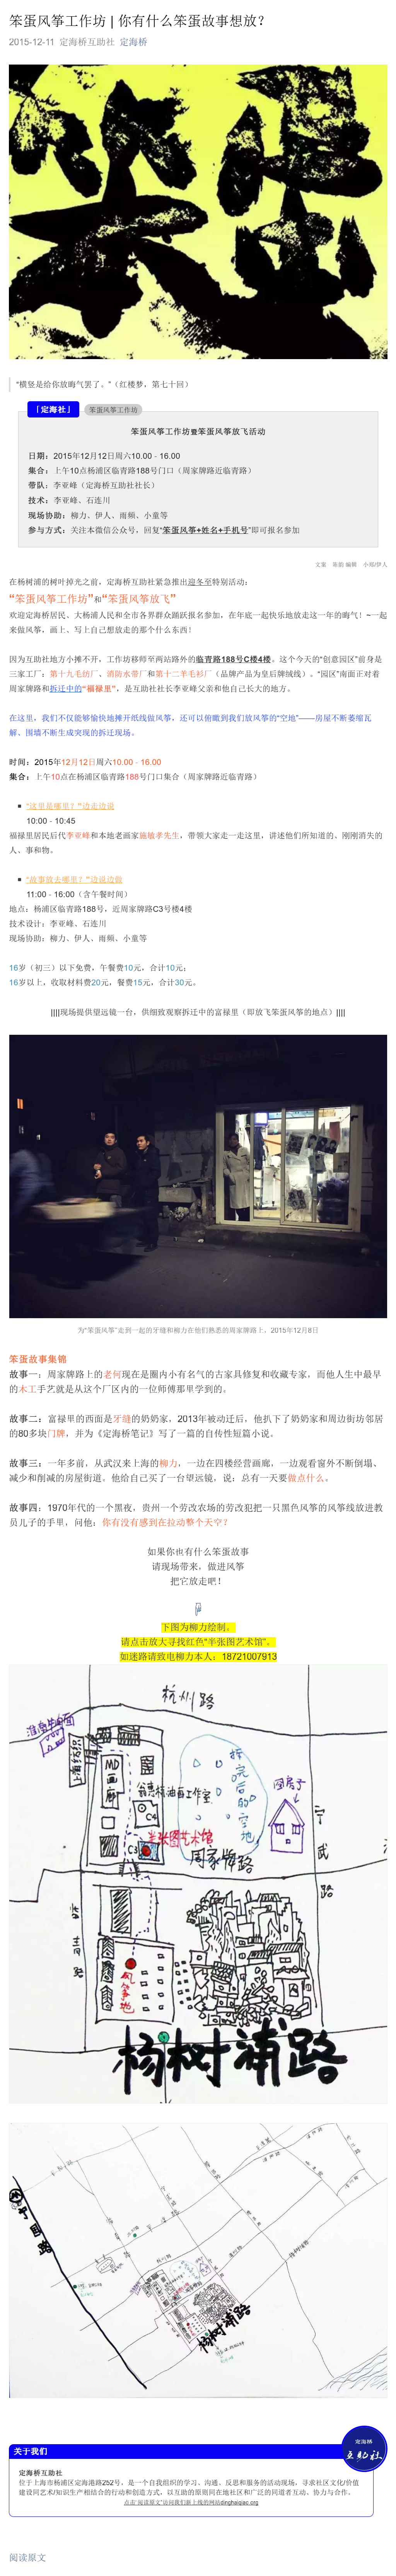 笨蛋风筝工作坊 | 你有什么笨蛋故事想放？
2015-12-11 定海桥互助社 定海桥
笨蛋
“横竖是给你放晦气罢了。”（红楼梦，第七十回）
「定海社」 笨蛋风筝工作坊
笨蛋风筝工作坊暨笨蛋风筝放飞活动
日期：2015年12月12日周六10.00 - 16.00
集合：上午10点杨浦区临青路188号门口（周家牌路近临青路）
带队：李亚峰（定海桥互助社社长）
技术：李亚峰、石连川
现场协助：柳力、伊人、雨频、小童等
参与方式：关注本微信公众号，回复“笨蛋风筝+姓名+手机号”即可报名参加
在杨树浦的树叶掉光之前，定海桥互助社紧急推出迎冬至特别活动：
“笨蛋风筝工作坊”和“笨蛋风筝放飞”
欢迎定海桥居民、大杨浦人民和全市各界群众踊跃报名参加，在年底一起快乐地放走这一年的晦气！~一起
来做风筝，画上、写上自己想放走的那个什么东西！
因为互助社地方小摊不开，工作坊移师至两站路外的临青路188号C楼4楼。这个今天的“创意园区”前身是
三家工厂：第十九毛纺厂、消防水带厂和第十二羊毛衫厂（品牌产品为皇后牌绒线）。“园区”南面正对着
周家牌路和拆迁中的“福禄里”，是互助社社长李亚峰父亲和他自己长大的地方。
在这里，我们不仅能够愉快地摊开纸线做风筝，还可以俯瞰到我们放风筝的“空地”——房屋不断萎缩瓦
解、围墙不断生成突现的拆迁现场。
时间：2015年12月12日周六10.00 - 16.00
集合：上午10点在杨浦区临青路188号门口集合（周家牌路近临青路）
“这里是哪里？”边走边说
10:00 - 10:45
福禄里居民后代李亚峰和本地老画家施敏孝先生，带领大家走一走这里，讲述他们所知道的、刚刚消失的
人、事和物。
“故事放去哪里？”边说边做
11:00 - 16:00（含午餐时间）
地点：杨浦区临青路188号，近周家牌路C3号楼4楼
技术设计：李亚峰、石连川
现场协助：柳力、伊人、雨频、小童等
16岁（初三）以下免费，午餐费10元，合计10元；
16岁以上，收取材料费20元，餐费15元，合计30元。
||||现场提供望远镜一台，供细致观察拆迁中的富禄里（即放飞笨蛋风筝的地点）||||
为“笨蛋风筝”走到一起的牙缝和柳力在他们熟悉的周家牌路上，2015年12月8日
笨蛋故事集锦
故事一：周家牌路上的老何现在是圈内小有名气的古家具修复和收藏专家，而他人生中最早
的木工手艺就是从这个厂区内的一位师傅那里学到的。
故事二：富禄里的西面是牙缝的奶奶家，2013年被动迁后，他扒下了奶奶家和周边街坊邻居
的80多块门牌，并为《定海桥笔记》写了一篇的自传性短篇小说。
故事三：一年多前，从武汉来上海的柳力，一边在四楼经营画廊，一边观看窗外不断倒塌、
减少和削减的房屋街道。他给自己买了一台望远镜，说：总有一天要做点什么。
故事四：1970年代的一个黑夜，贵州一个劳改农场的劳改犯把一只黑色风筝的风筝线放进教
员儿子的手里，问他：你有没有感到在拉动整个天空？
如果你也有什么笨蛋故事
请现场带来，做进风筝
把它放走吧！
下图为柳力绘制。
请点击放大寻找红色“半张图艺术馆”。
如迷路请致电柳力本人：18721007913
杭州路
上海纺织
MD画廊
C4
油画工作室
拆完后的空地
半张图艺术馆
C3
周家牌路
宁武路
临青路
风筝地
杨树浦路
宁国路
杨树浦路
定海桥
互助社
关于我们
定海桥互助社
位于上海市杨浦区定海港路252号，是一个自我组织的学习、沟通、反思和服务的活动现场，寻求社区文化/价值
建设同艺术/知识生产相结合的行动和创造方式，以互助的原则同在地社区和广泛的同道者互动、协力与合作。
点击‘阅读原文’访问我们新上线的网站dinghaiqiao.org
阅读原文